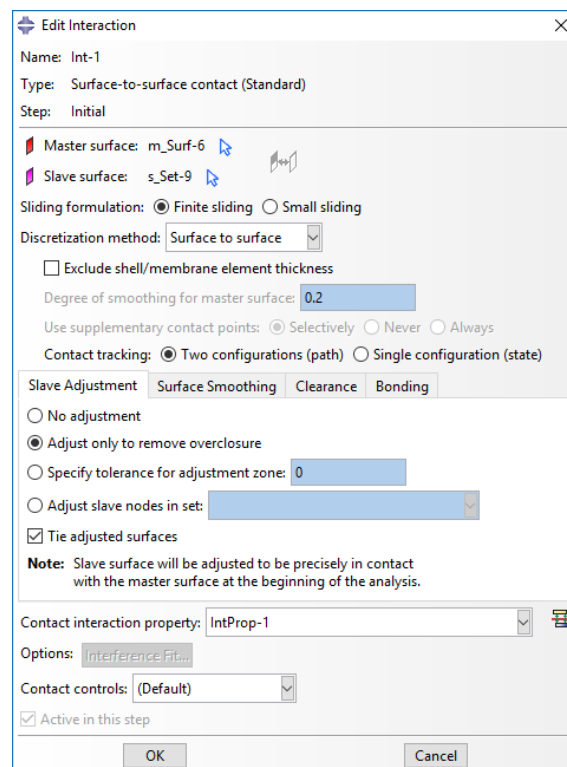 Edit Interaction
Name: Int-1
Type: Surface-to-surface contact (Standard)
Step: Initial
Master surface: m_Surf-6
Slave surface: s_Set-9
Sliding formulation: Finite sliding Small sliding
Discretization method: Surface to surface
Exclude shell/membrane element thickness
Degree of smoothing for master surface: 0.2
Use supplementary contact points: Selectively Never Always
Contact tracking: Two configurations (path) Single configuration (state)
Slave Adjustment Surface Smoothing Clearance Bonding
No adjustment
Adjust only to remove overclosure
Specify tolerance for adjustment zone: 0
Adjust slave nodes in set:
Tie adjusted surfaces
Note: Slave surface will be adjusted to be precisely in contact
with the master surface at the beginning of the analysis.
Contact interaction property: IntProp-1
Options: Interference Fit...
Contact controls: (Default)
Active in this step
OK Cancel